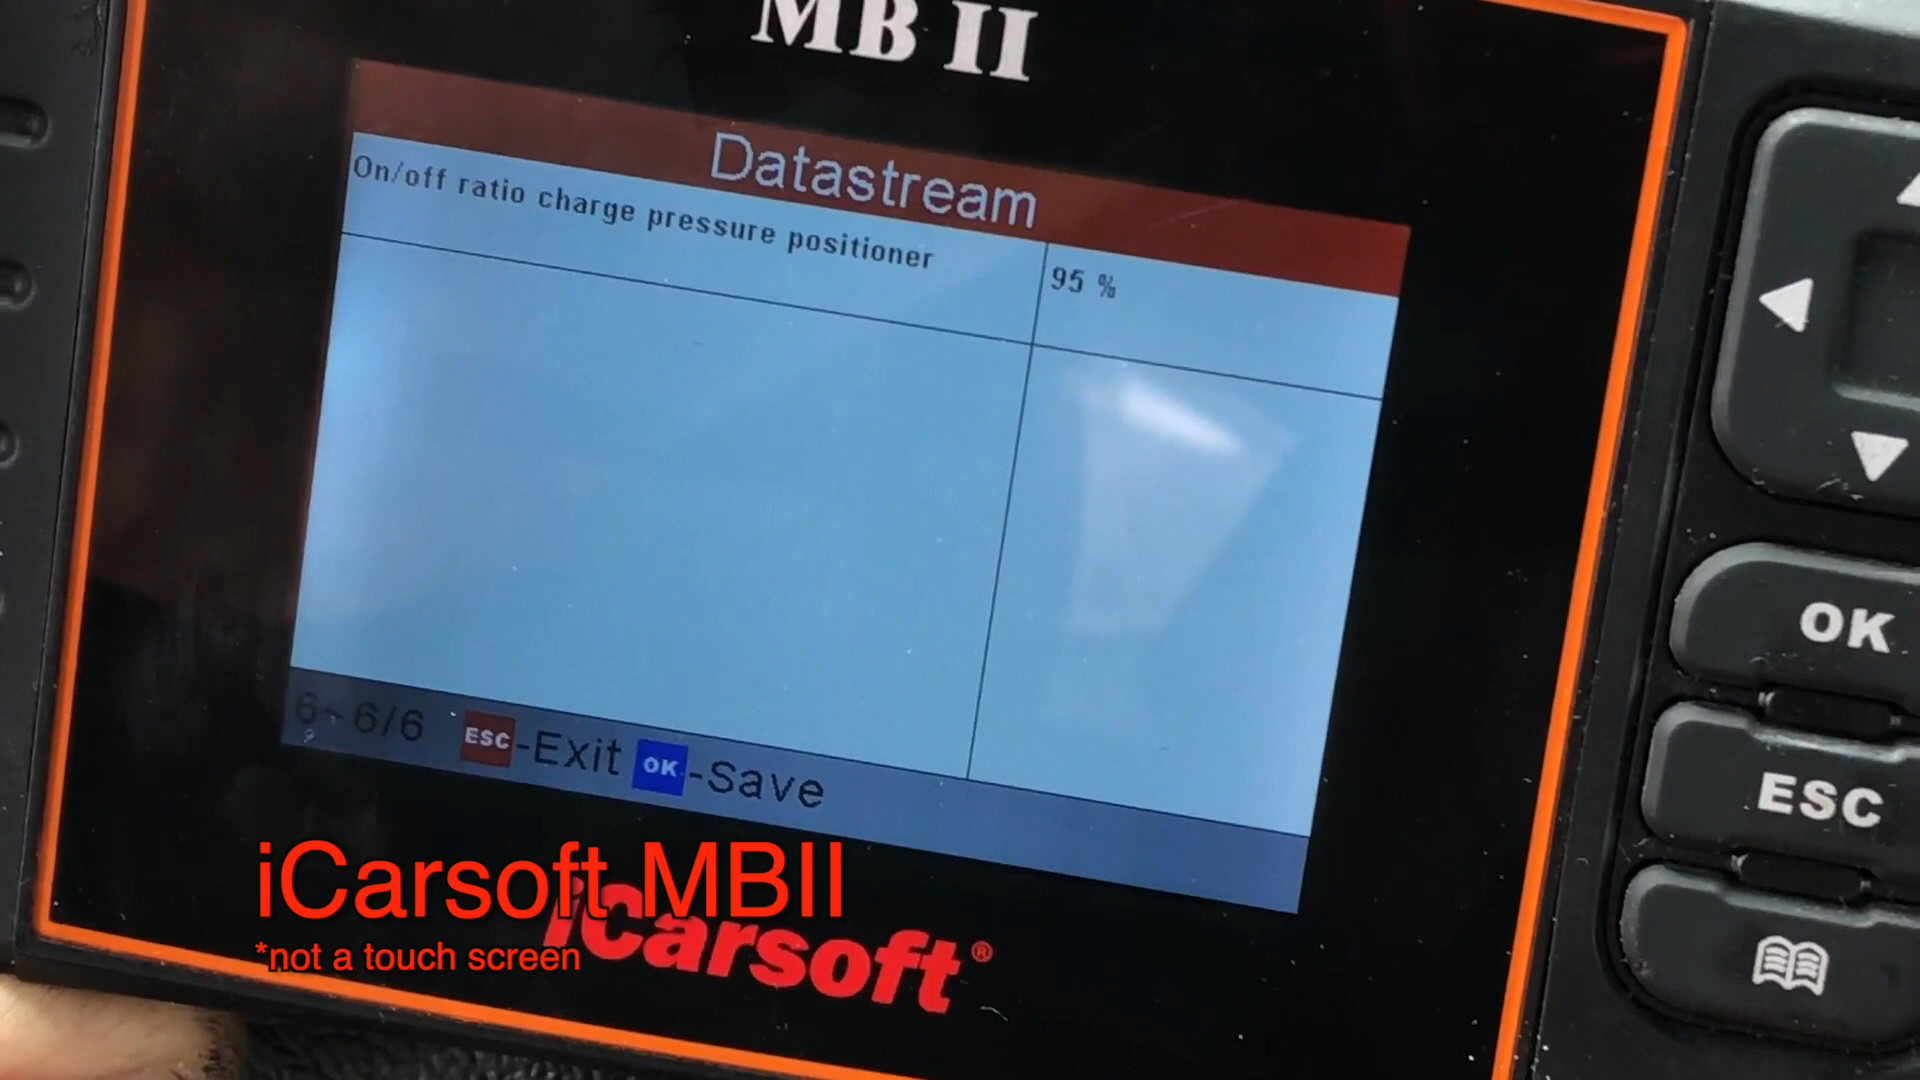 MB II
Datastream
On/off ratio charge pressure positioner
95 %
6~6/6 ESC-Exit OK-Save
iCarsoft MBII
*not a touch screen
iCarsoft®
OK
ESC